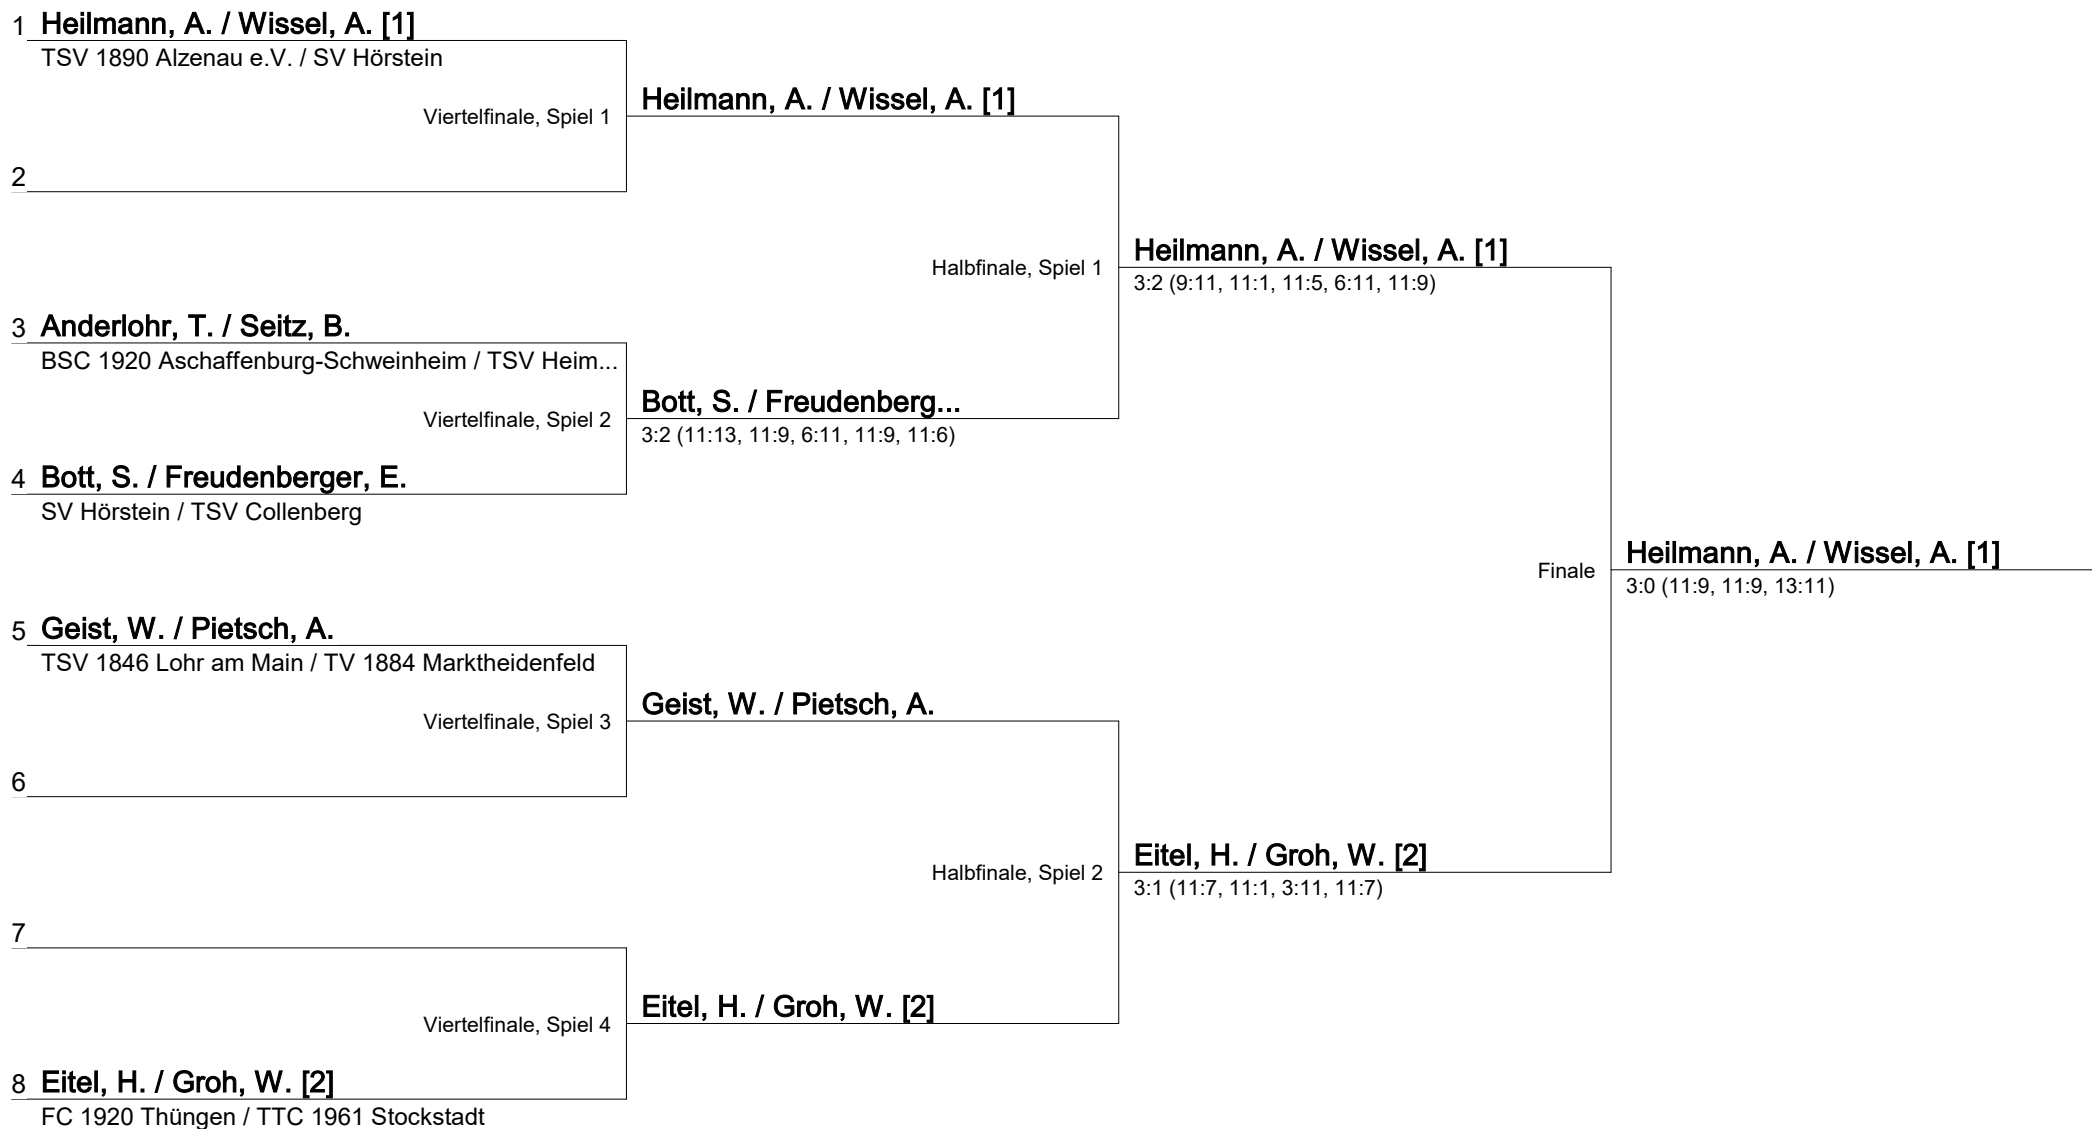 1 Heilmann, A. / Wissel, A. [1]
TSV 1890 Alzenau e.V. / SV Hörstein
Viertelfinale, Spiel 1
Heilmann, A. / Wissel, A. [1]
2
Halbfinale, Spiel 1
Heilmann, A. / Wissel, A. [1]
3:2 (9:11, 11:1, 11:5, 6:11, 11:9)
3 Anderlohr, T. / Seitz, B.
BSC 1920 Aschaffenburg-Schweinheim / TSV Heim...
Viertelfinale, Spiel 2
Bott, S. / Freudenberg...
3:2 (11:13, 11:9, 6:11, 11:9, 11:6)
4 Bott, S. / Freudenberger, E.
SV Hörstein / TSV Collenberg
Finale
Heilmann, A. / Wissel, A. [1]
3:0 (11:9, 11:9, 13:11)
5 Geist, W. / Pietsch, A.
TSV 1846 Lohr am Main / TV 1884 Marktheidenfeld
Viertelfinale, Spiel 3
Geist, W. / Pietsch, A.
6
Halbfinale, Spiel 2
Eitel, H. / Groh, W. [2]
3:1 (11:7, 11:1, 3:11, 11:7)
7
Viertelfinale, Spiel 4
Eitel, H. / Groh, W. [2]
8 Eitel, H. / Groh, W. [2]
FC 1920 Thüngen / TTC 1961 Stockstadt